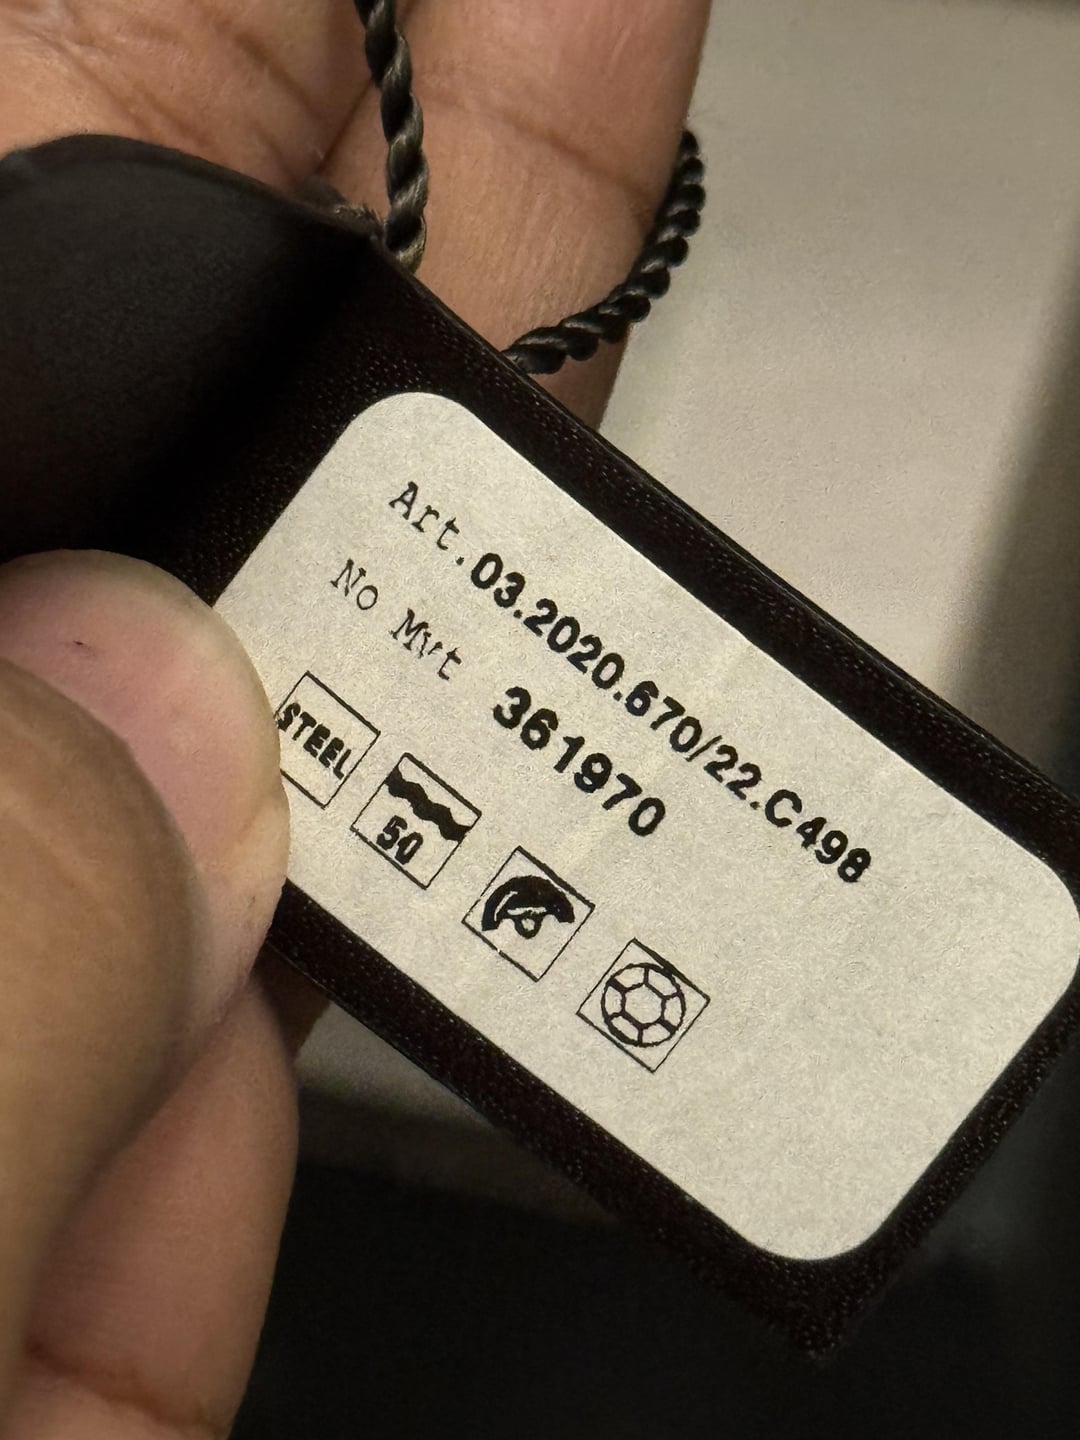 Art.03.2020.670/22.C498
No Mvt 361970
STEEL
50